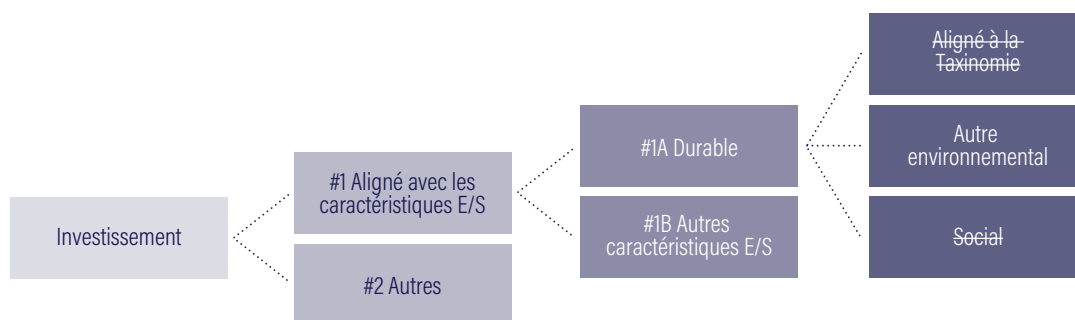 Investissement
#1 Aligné avec les
caractéristiques E/S
#2 Autres
#1A Durable
#1B Autres
caractéristiques E/S
Aligné à la
Taxinomie
Autre
environnemental
Social